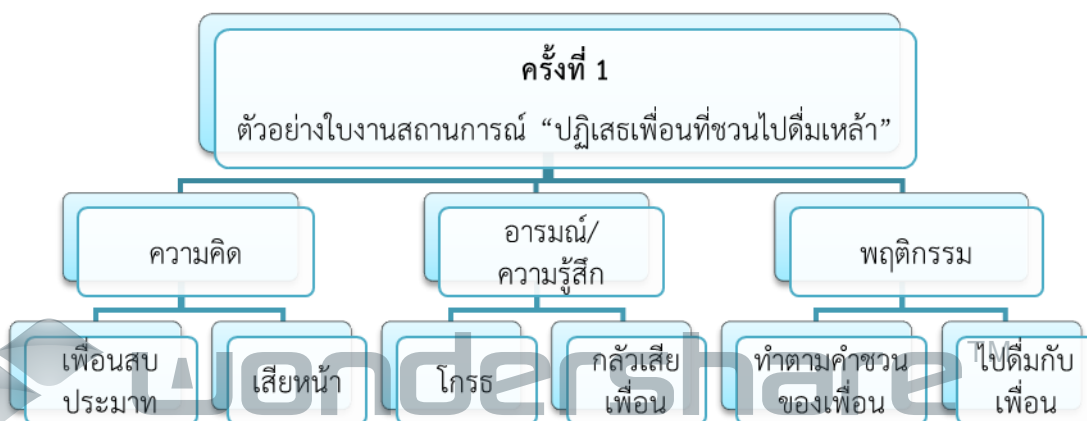 ครั้งที่ 1
ตัวอย่างใบงานสถานการณ์ “ปฏิเสธเพื่อนที่ชวนไปดื่มเหล้า”
ความคิด
อารมณ์/
ความรู้สึก
พฤติกรรม
เพื่อนสบ
ประมาท
เสียหน้า
โกรธ
กลัวเสีย
เพื่อน
ทำตามคำชวน
ของเพื่อน
ไปดื่มกับ
เพื่อน
wondershare™